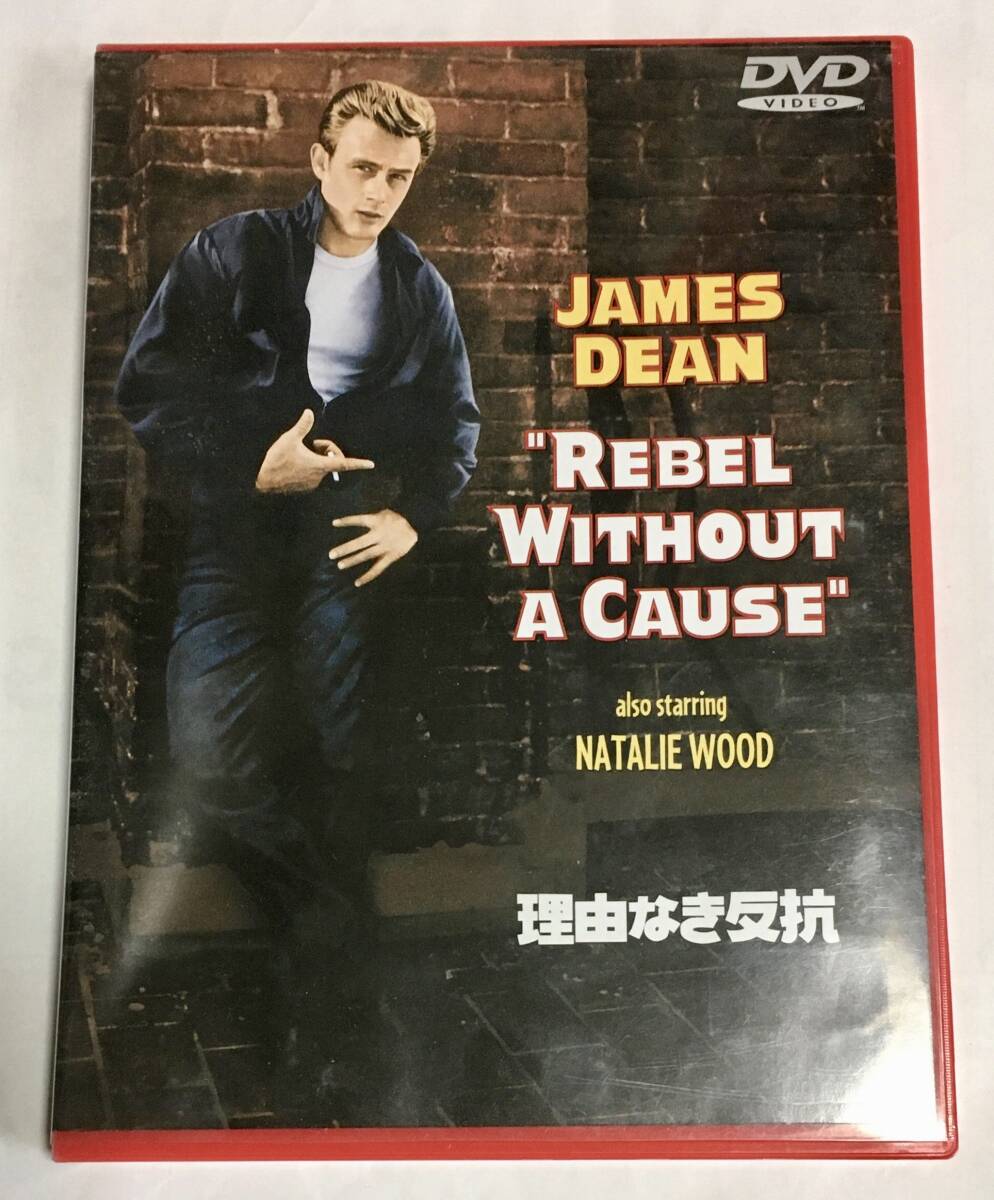 DVD
VIDEO
JAMES
DEAN
"REBEL
WITHOUT
A CAUSE"
also starring
NATALIE WOOD
理由なき反抗